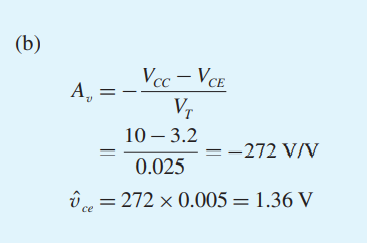 (b)
A_v = − (V_CC − V_CE) / V_T
= (10 − 3.2) / 0.025 = −272 V/V
v̂_ce = 272 × 0.005 = 1.36 V